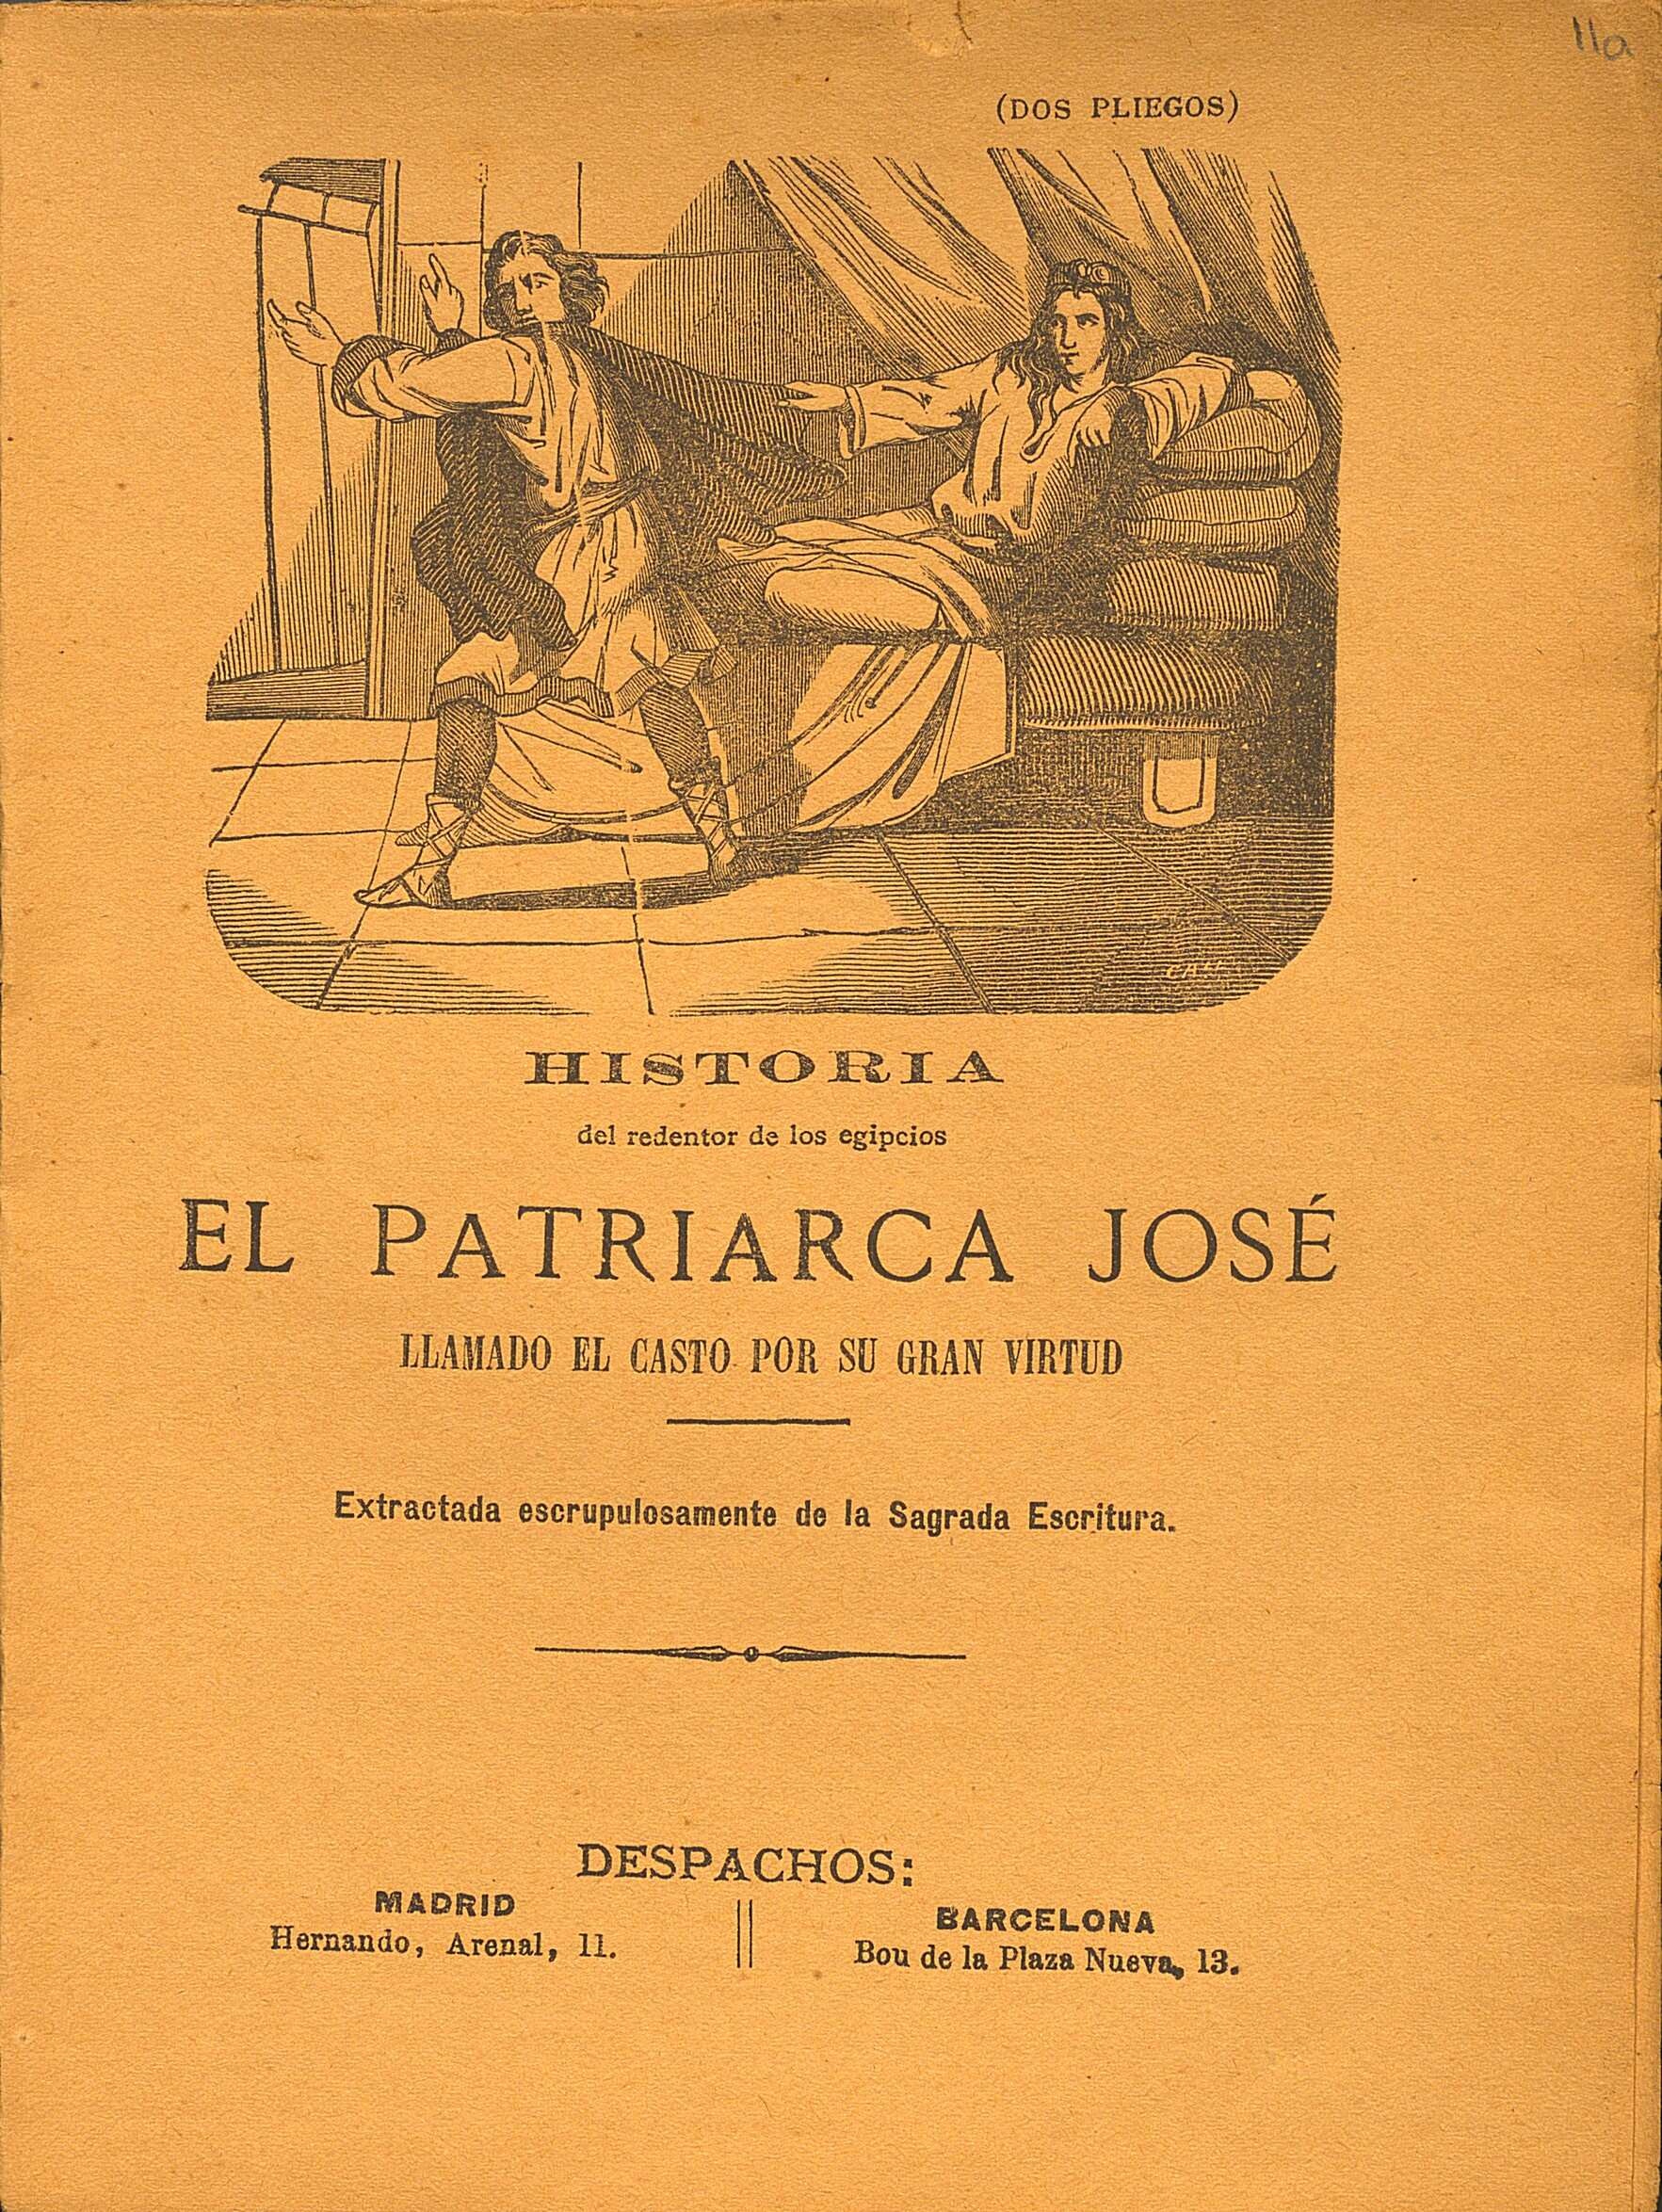 11a
(DOS PLIEGOS)
HISTORIA
del redentor de los egipcios
EL PATRIARCA JOSÉ
LLAMADO EL CASTO POR SU GRAN VIRTUD
Extractada escrupulosamente de la Sagrada Escritura.
DESPACHOS:
MADRID
Hernando, Arenal, 11.
BARCELONA
Bou de la Plaza Nueva, 13.